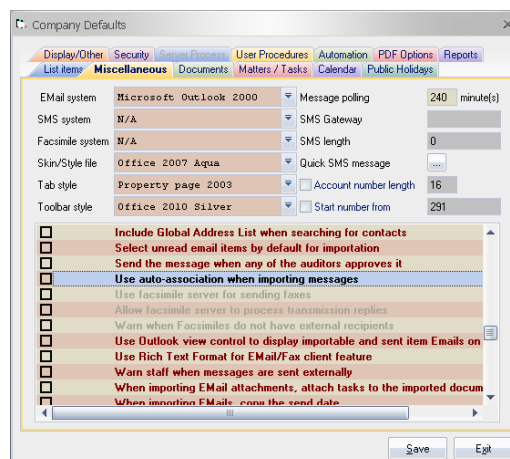 Company Defaults
Display/Other Security Server Process User Procedures Automation PDF Options Reports
List items Miscellaneous Documents Matters / Tasks Calendar Public Holidays
EMail system Microsoft Outlook 2000 Message polling 240 minute(s)
SMS system N/A SMS Gateway
Facsimile system N/A SMS length 0
Skin/Style file Office 2007 Aqua Quick SMS message ...
Tab style Property page 2003 Account number length 16
Toolbar style Office 2010 Silver Start number from 291
Include Global Address List when searching for contacts
Select unread email items by default for importation
Send the message when any of the auditors approves it
Use auto-association when importing messages
Use facsimile server for sending faxes
Allow facsimile server to process transmission replies
Warn when Facsimiles do not have external recipients
Use Outlook view control to display importable and sent item Emails on
Use Rich Text Format for EMail/Fax client feature
Warn staff when messages are sent externally
When importing EMail attachments, attach tasks to the imported docum
When importing EMails, copy the send date
Save Exit